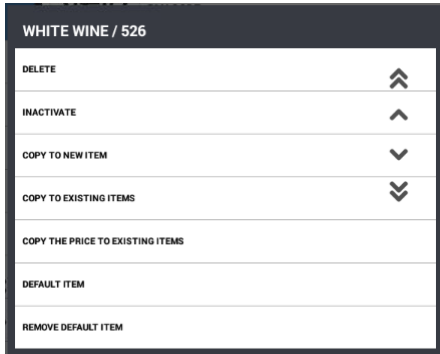 WHITE WINE / 526
DELETE
INACTIVATE
COPY TO NEW ITEM
COPY TO EXISTING ITEMS
COPY THE PRICE TO EXISTING ITEMS
DEFAULT ITEM
REMOVE DEFAULT ITEM